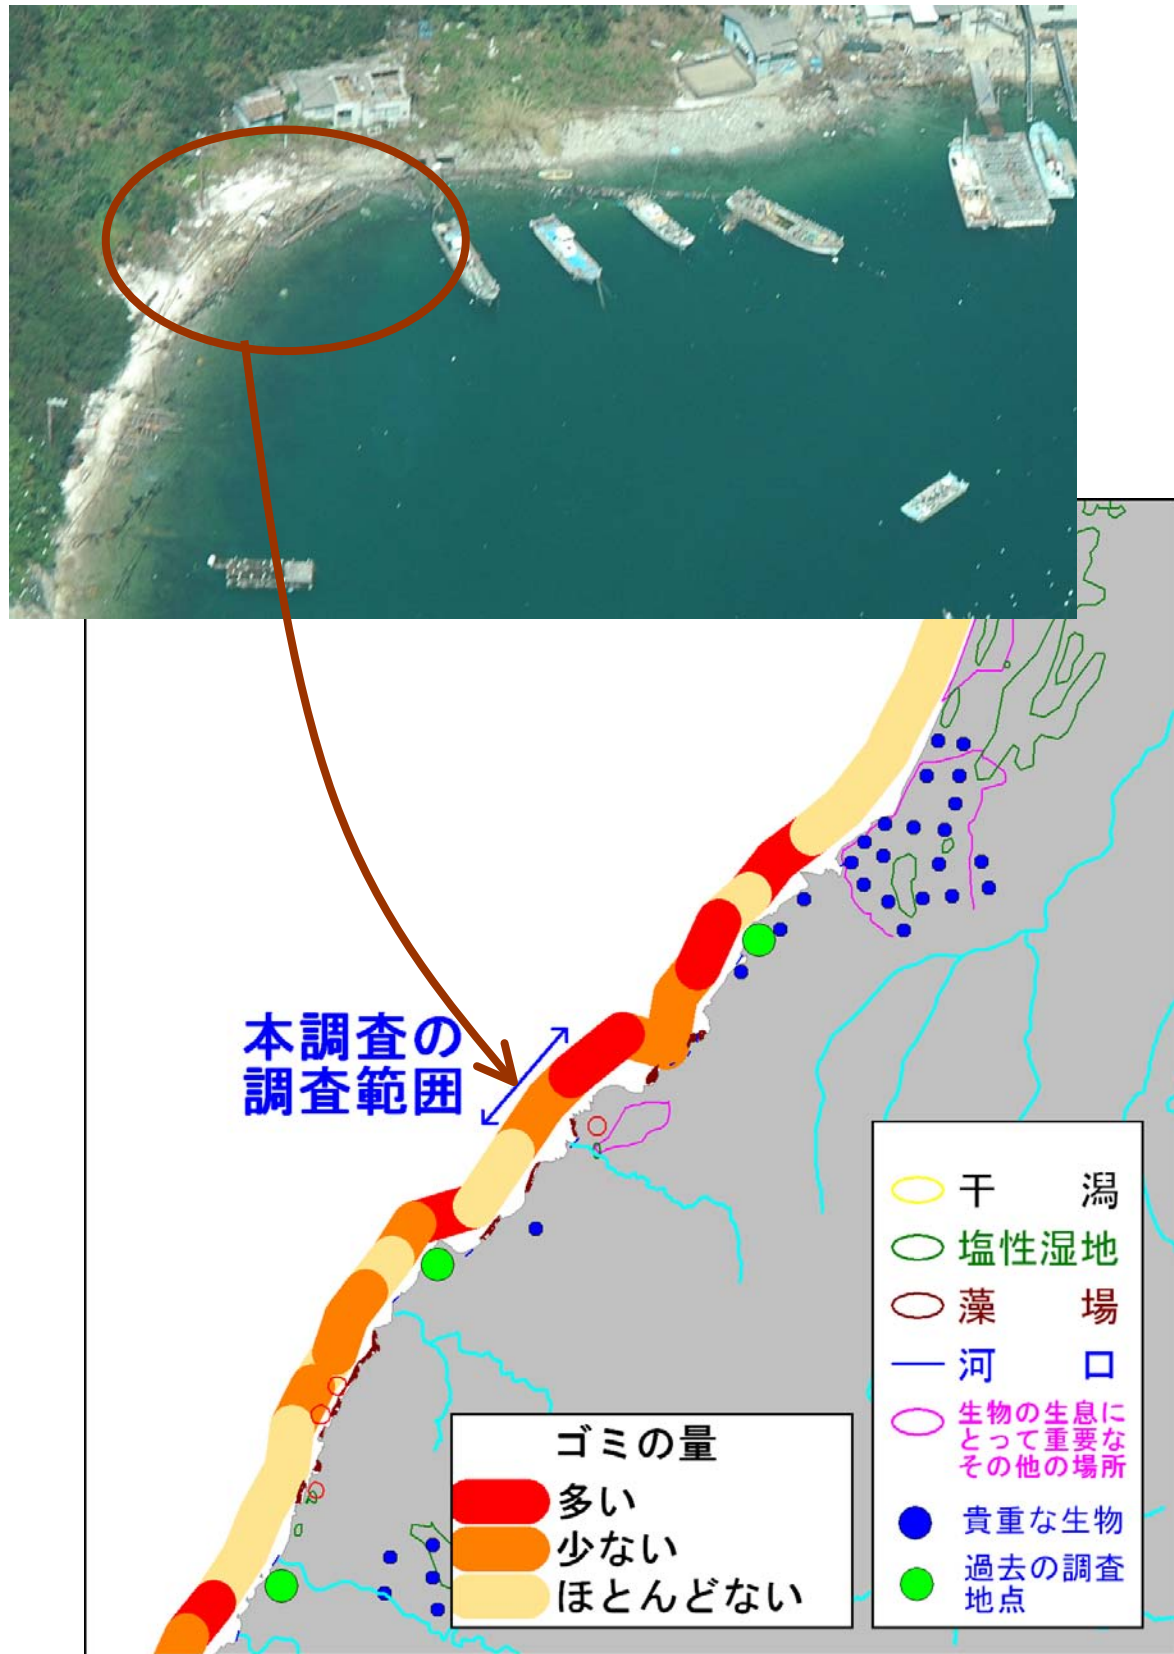 本調査の
調査範囲
干潟
塩性湿地
藻場
河口
生物の生息に
とって重要な
その他の場所
貴重な生物
過去の調査
地点
ゴミの量
多い
少ない
ほとんどない